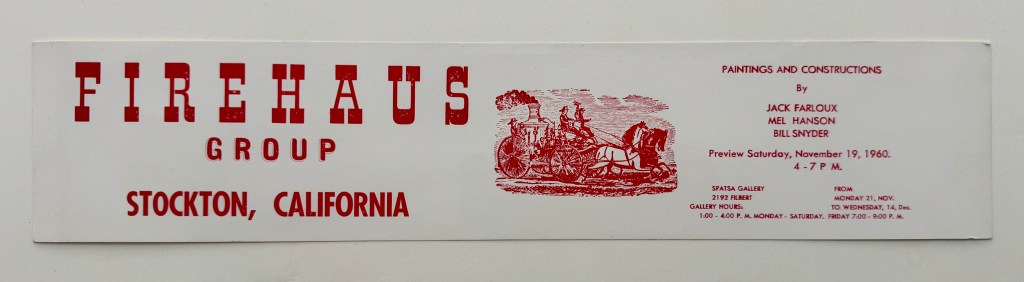 FIREHAUS
GROUP
STOCKTON, CALIFORNIA
PAINTINGS AND CONSTRUCTIONS
By
JACK FARLOUX
MEL HANSON
BILL SNYDER
Preview Saturday, November 19, 1960.
4 - 7 P M.
SPATSA GALLERY
2192 FILBERT
GALLERY HOURS:
FROM
MONDAY 21, NOV.
TO WEDNESDAY, 14, Dec.
1:00 - 4:00 P. M. MONDAY - SATURDAY. FRIDAY 7:00 - 9:00 P. M.